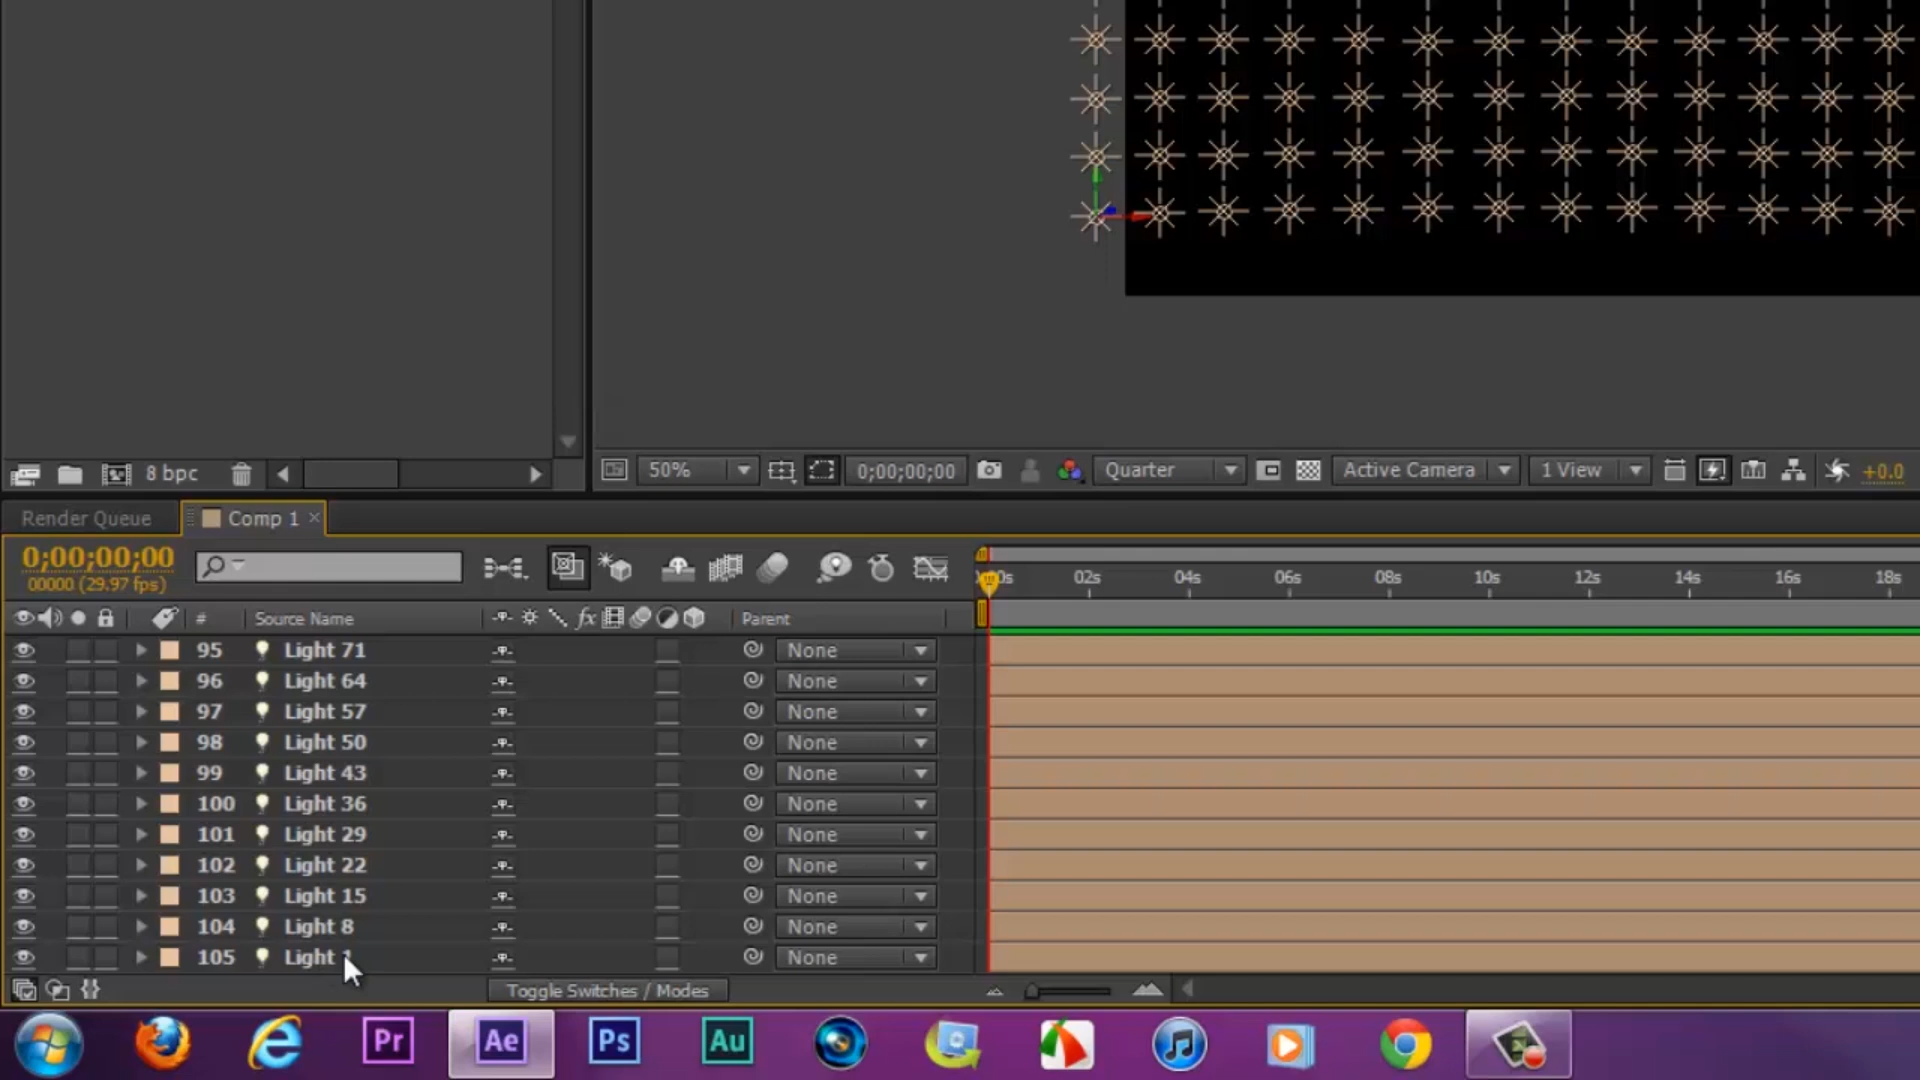 8 bpc
50%
0;00;00;00
Quarter
Active Camera
1 View
+0.0
Render Queue
Comp 1
0;00;00;00
00000 (29.97 fps)
02s 04s 06s 08s 10s 12s 14s 16s 18s
# Source Name fx Parent
95 Light 71 None
96 Light 64 None
97 Light 57 None
98 Light 50 None
99 Light 43 None
100 Light 36 None
101 Light 29 None
102 Light 22 None
103 Light 15 None
104 Light 8 None
105 Light None
Toggle Switches / Modes
Pr Ae Ps Au